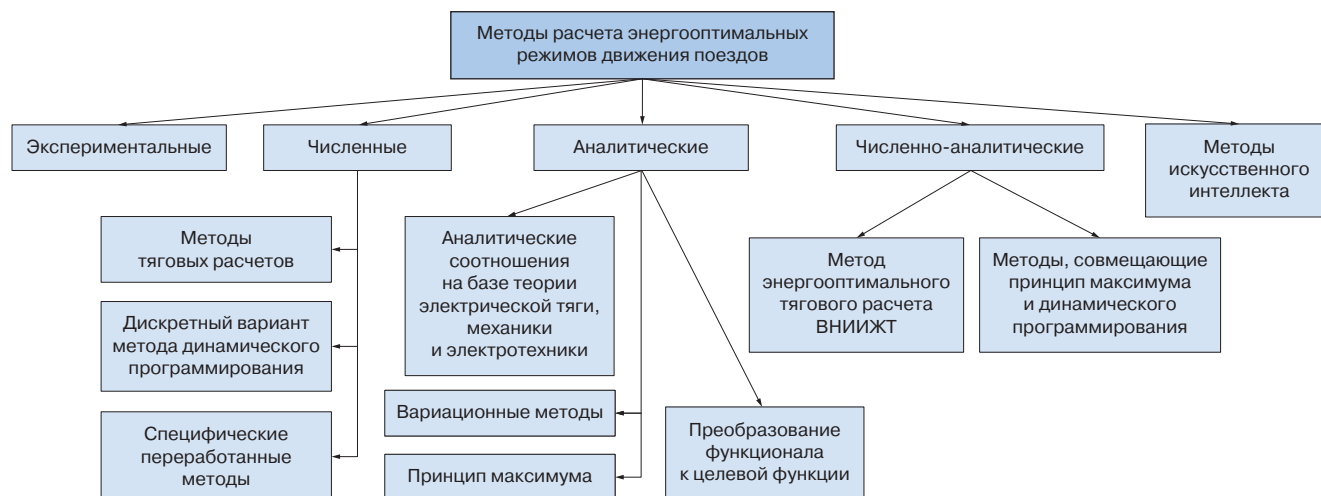 Методы расчета энергооптимальных
режимов движения поездов
Экспериментальные
Численные
Аналитические
Численно-аналитические
Методы
искусственного
интеллекта
Методы
тяговых расчетов
Дискретный вариант
метода динамического
программирования
Специфические
переработанные
методы
Аналитические
соотношения
на базе теории
электрической тяги,
механики
и электротехники
Вариационные методы
Принцип максимума
Преобразование
функционала
к целевой функции
Метод
энергооптимального
тягового расчета
ВНИИЖТ
Методы, совмещающие
принцип максимума
и динамического
программирования